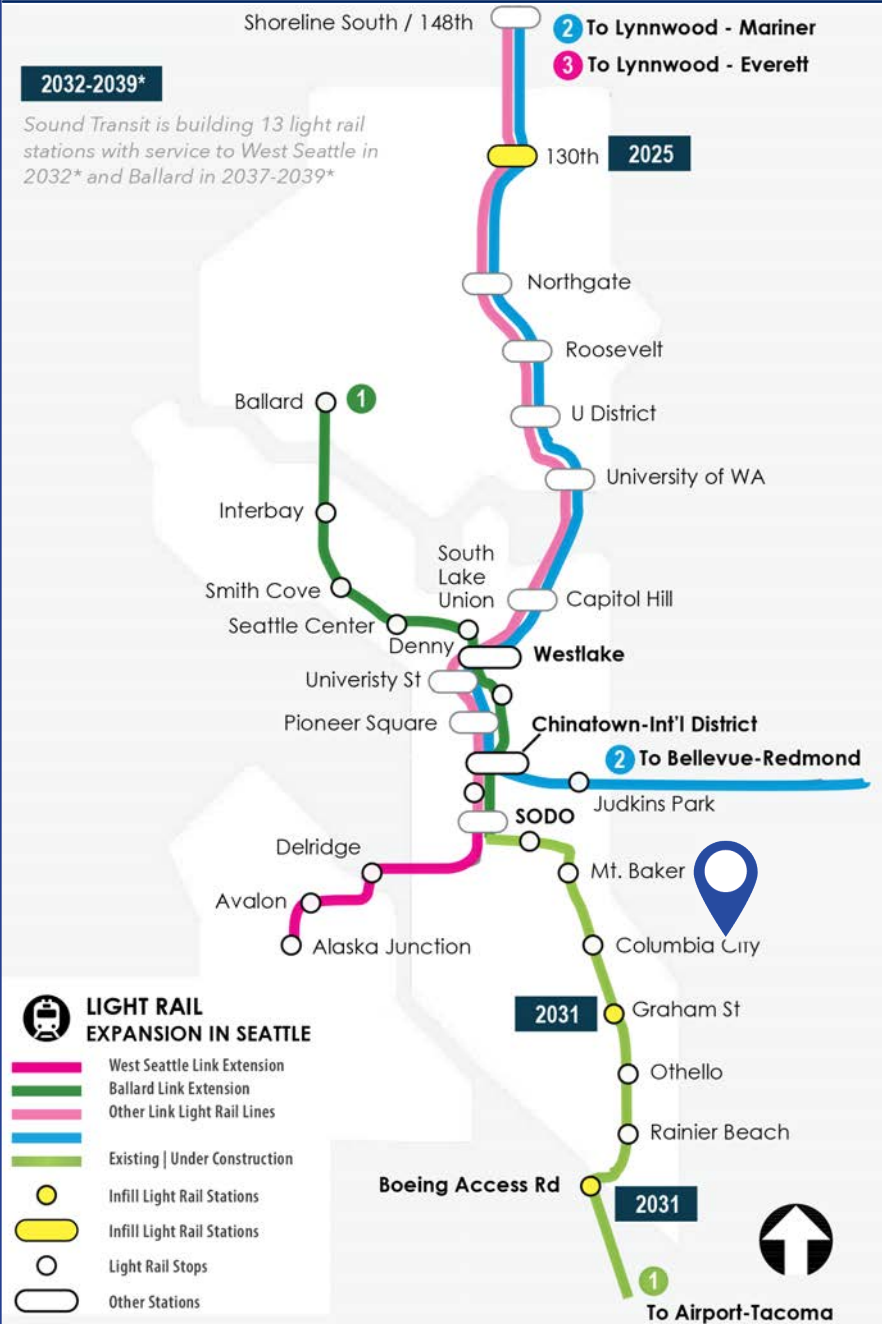 Shoreline South / 148th
2 To Lynnwood - Mariner
3 To Lynnwood - Everett
2032-2039*
Sound Transit is building 13 light rail
stations with service to West Seattle in
2032* and Ballard in 2037-2039*
130th
2025
Northgate
Roosevelt
Ballard
1
U District
University of WA
Interbay
South
Lake
Union
Smith Cove
Capitol Hill
Seattle Center
Denny
Westlake
Univeristy St
Pioneer Square
Chinatown-Int'l District
2 To Bellevue-Redmond
Judkins Park
SODO
Delridge
Mt. Baker
Avalon
Alaska Junction
Columbia City
LIGHT RAIL
EXPANSION IN SEATTLE
2031
Graham St
West Seattle Link Extension
Ballard Link Extension
Other Link Light Rail Lines
Othello
Existing | Under Construction
Rainier Beach
Boeing Access Rd
2031
Infill Light Rail Stations
Infill Light Rail Stations
Light Rail Stops
Other Stations
1
To Airport-Tacoma